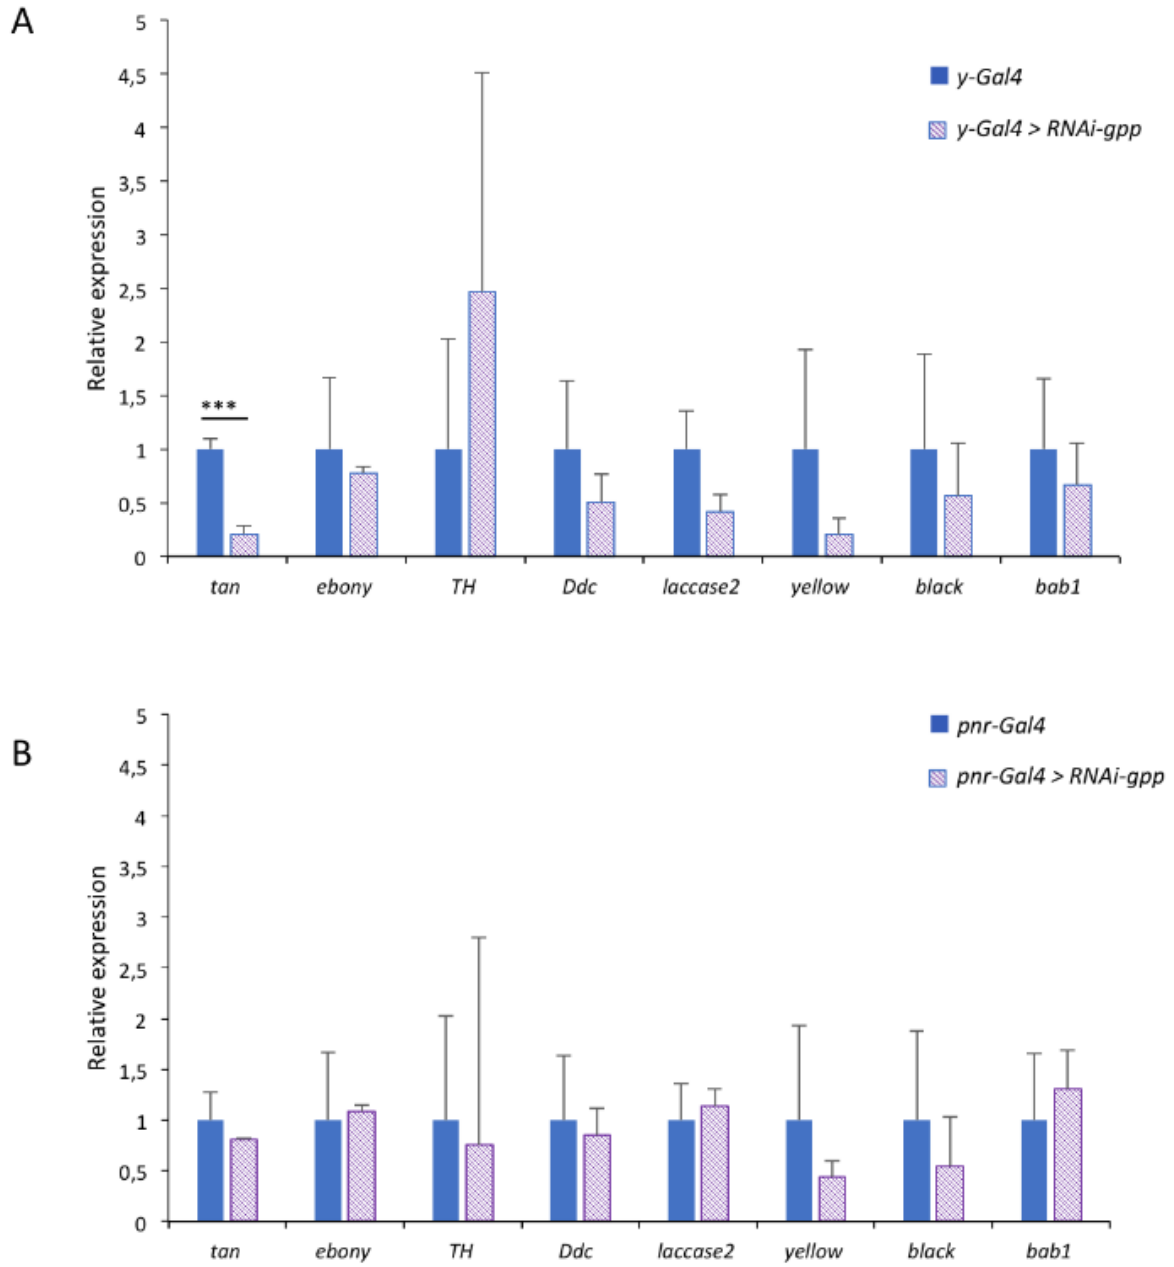 A
5
4,5
4
3,5
3
2,5
2
1,5
1
0,5
0
Relative expression
y-Gal4
y-Gal4 > RNAi-gpp
***
tan ebony TH Ddc laccase2 yellow black bab1
B
5
4,5
4
3,5
3
2,5
2
1,5
1
0,5
0
Relative expression
pnr-Gal4
pnr-Gal4 > RNAi-gpp
tan ebony TH Ddc laccase2 yellow black bab1